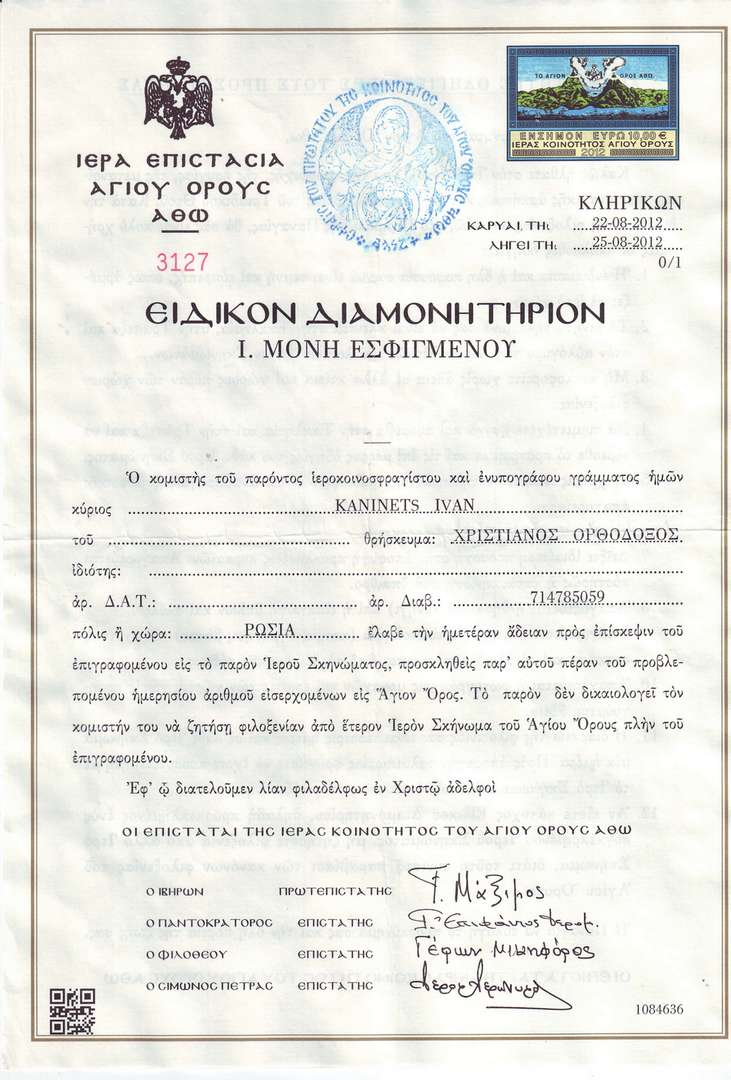 ΙΕΡΑ ΕΠΙΣΤΑΣΙΑ
ΑΓΙΟΥ ΟΡΟΥΣ
ΑΘΩ
3127
ΤΟ ΑΓΙΟΝ ΟΡΟΣ ΑΘΩ
ΕΝΣΗΜΟΝ ΕΥΡΩ 10,00 €
ΙΕΡΑΣ ΚΟΙΝΟΤΗΤΟΣ ΑΓΙΟΥ ΟΡΟΥΣ
2012
ΚΛΗΡΙΚΩΝ
ΚΑΡΥΑΙ, ΤΗ: 22-08-2012
ΛΗΓΕΙ ΤΗ: 25-08-2012
0/1
ΕΙΔΙΚΟΝ ΔΙΑΜΟΝΗΤΗΡΙΟΝ
Ι. ΜΟΝΗ ΕΣΦΙΓΜΕΝΟΥ
Ὁ κομιστὴς τοῦ παρόντος ἱεροκοινοσφραγίστου καὶ ἐνυπογράφου γράμματος ἡμῶν
κύριος KANINETS IVAN
τοῦ θρήσκευμα: ΧΡΙΣΤΙΑΝΟΣ ΟΡΘΟΔΟΞΟΣ,
ἰδιότης:
ἀρ. Δ.Α.Τ.: ἀρ. Διαβ.: 714785059
πόλις ἢ χώρα: ΡΩΣΙΑ ἔλαβε τὴν ἡμετέραν ἄδειαν πρὸς ἐπίσκεψιν τοῦ
ἐπιγραφομένου εἰς τὸ παρὸν Ἱεροῦ Σκηνώματος, προσκληθεὶς παρ' αὐτοῦ πέραν τοῦ προβλε-
πομένου ἡμερησίου ἀριθμοῦ εἰσερχομένων εἰς Ἅγιον Ὄρος. Τὸ παρὸν δὲν δικαιολογεῖ τὸν
κομιστήν του νὰ ζητήσῃ φιλοξενίαν ἀπὸ ἕτερον Ἱερὸν Σκήνωμα τοῦ Ἁγίου Ὄρους πλὴν τοῦ
ἐπιγραφομένου.
Ἐφ' ᾧ διατελοῦμεν λίαν φιλαδέλφως ἐν Χριστῷ ἀδελφοὶ
ΟΙ ΕΠΙΣΤΑΤΑΙ ΤΗΣ ΙΕΡΑΣ ΚΟΙΝΟΤΗΤΟΣ ΤΟΥ ΑΓΙΟΥ ΟΡΟΥΣ ΑΘΩ
Ο ΙΒΗΡΩΝ ΠΡΩΤΕΠΙΣΤΑΤΗΣ Γ. Μάξιμος
Ο ΠΑΝΤΟΚΡΑΤΟΡΟΣ ΕΠΙΣΤΑΤΗΣ
Ο ΦΙΛΟΘΕΟΥ ΕΠΙΣΤΑΤΗΣ Γέρων Νικηφόρος
Ο ΣΙΜΩΝΟΣ ΠΕΤΡΑΣ ΕΠΙΣΤΑΤΗΣ
1084636